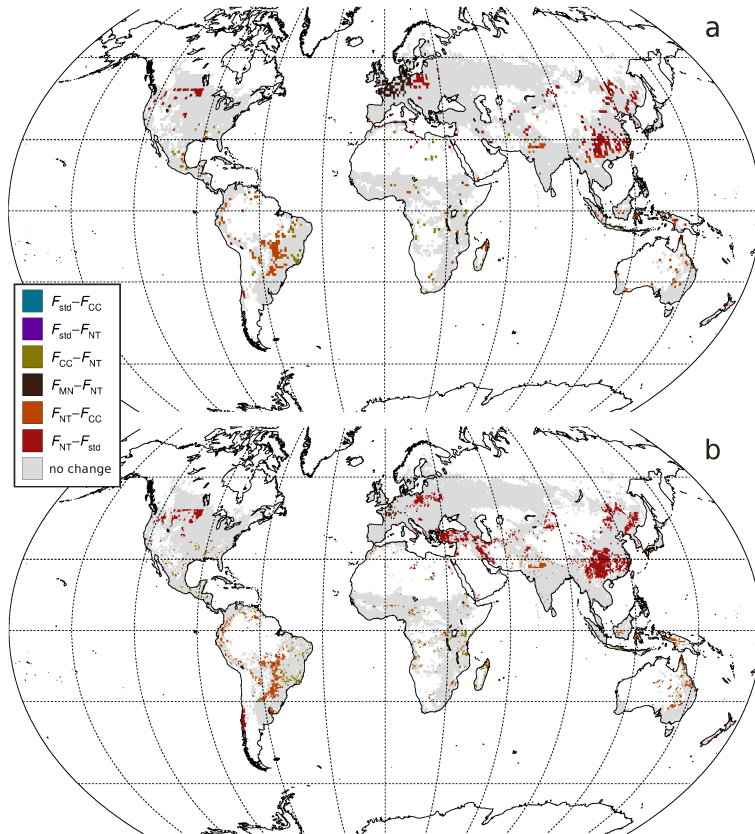 a
F_std–F_CC
F_std–F_NT
F_CC–F_NT
F_MN–F_NT
F_NT–F_CC
F_NT–F_std
no change
b